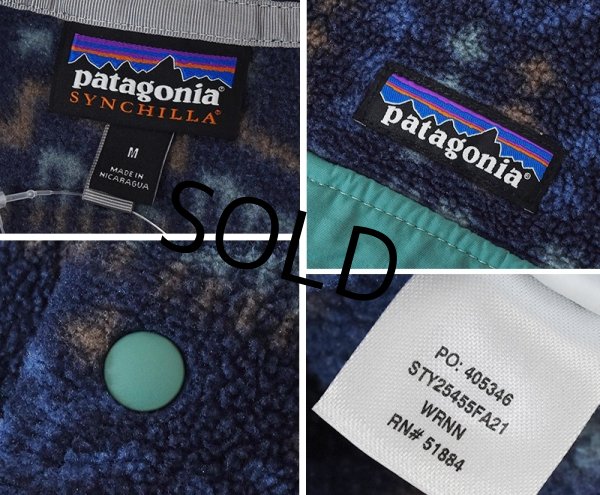 patagonia®
SYNCHILLA®
M
MADE IN
NICARAGUA
patagonia®
SOLD
PO: 405346
STY25455FA21
WRNN
RN# 51884